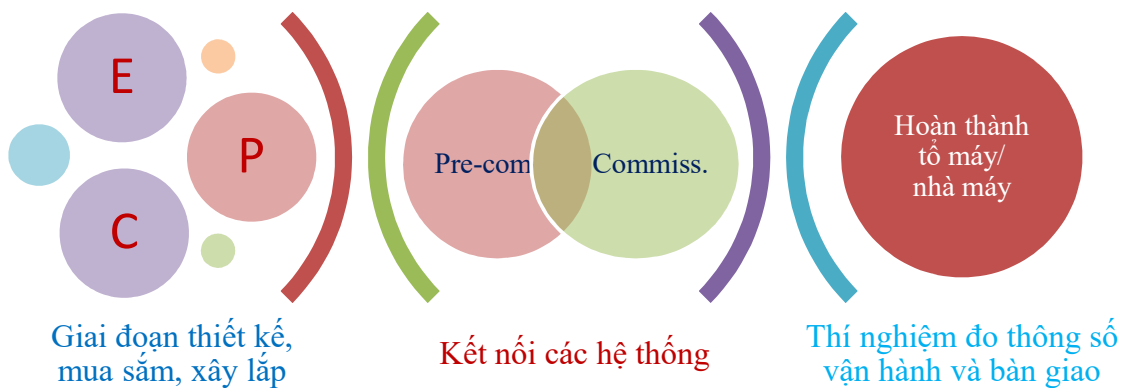 E
P
C
Pre-com
Commiss.
Hoàn thành
tổ máy/
nhà máy
Giai đoạn thiết kế,
mua sắm, xây lắp
Kết nối các hệ thống
Thí nghiệm đo thông số
vận hành và bàn giao